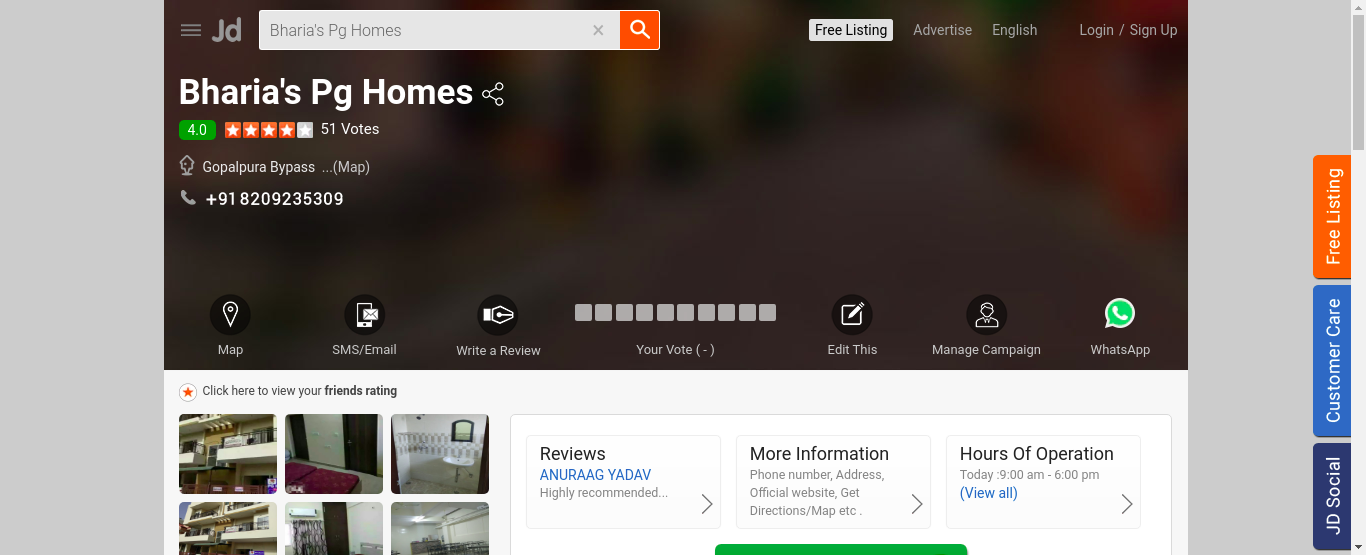 Jd
Bharia's Pg Homes
Free Listing
Advertise
English
Login / Sign Up
Bharia's Pg Homes
4.0
51 Votes
Gopalpura Bypass ...(Map)
+918209235309
Map
SMS/Email
Write a Review
Your Vote ( - )
Edit This
Manage Campaign
WhatsApp
Click here to view your friends rating
Reviews
ANURAAG YADAV
Highly recommended...
More Information
Phone number, Address,
Official website, Get
Directions/Map etc .
Hours Of Operation
Today :9:00 am - 6:00 pm
(View all)
Free Listing
Customer Care
JD Social